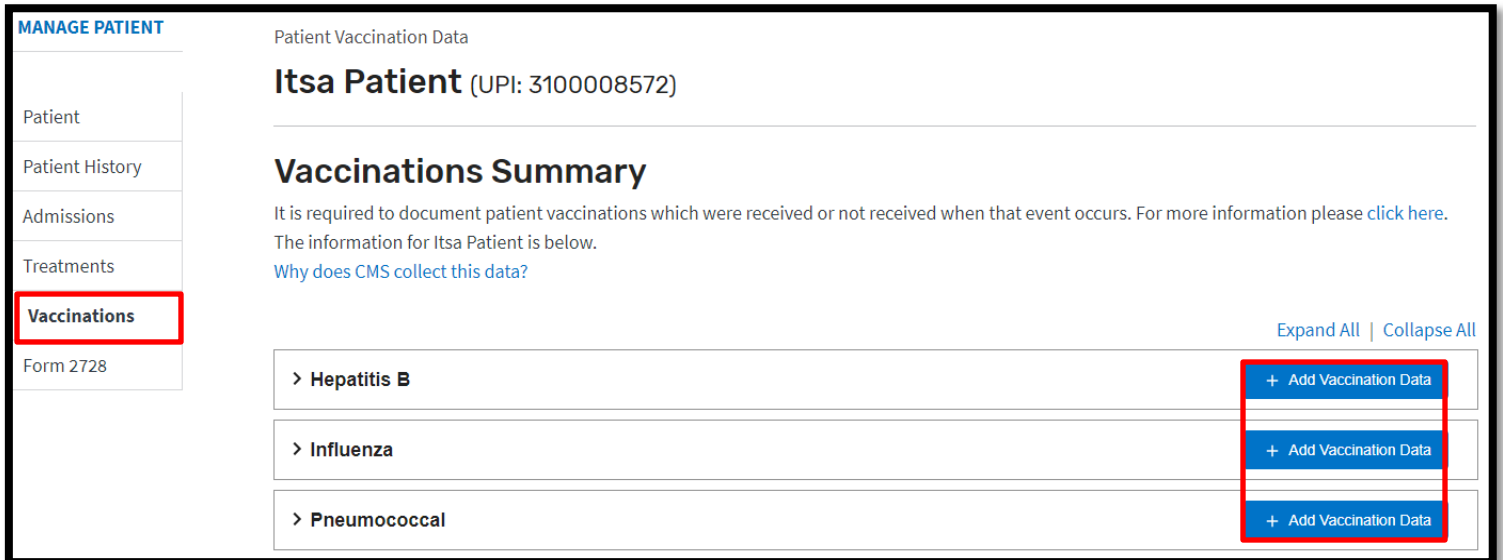 MANAGE PATIENT
Patient
Patient History
Admissions
Treatments
Vaccinations
Form 2728
Patient Vaccination Data
Itsa Patient (UPI: 3100008572)
Vaccinations Summary
It is required to document patient vaccinations which were received or not received when that event occurs. For more information please click here.
The information for Itsa Patient is below.
Why does CMS collect this data?
Expand All | Collapse All
> Hepatitis B + Add Vaccination Data
> Influenza + Add Vaccination Data
> Pneumococcal + Add Vaccination Data